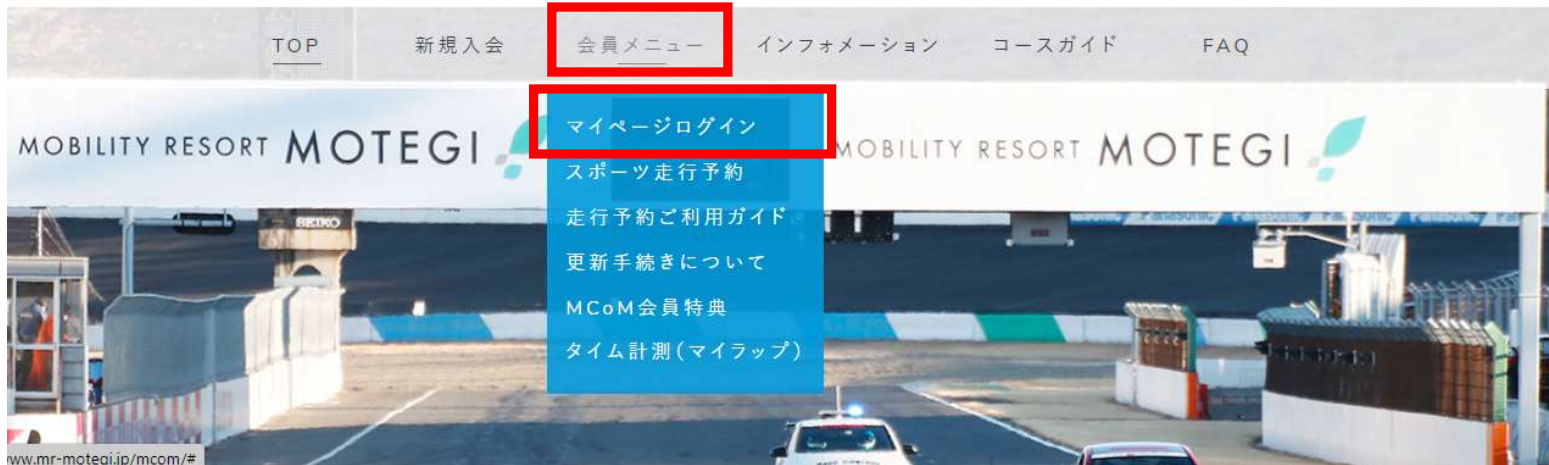 TOP 新規入会 会員メニュー インフォメーション コースガイド FAQ
MOBILITY RESORT MOTEGI
MOBILITY RESORT MOTEGI
マイページログイン
スポーツ走行予約
走行予約ご利用ガイド
更新手続きについて
MCoM会員特典
タイム計測(マイラップ)
SEIKO
Panasonic
www.mr-motegi.jp/mcom/#